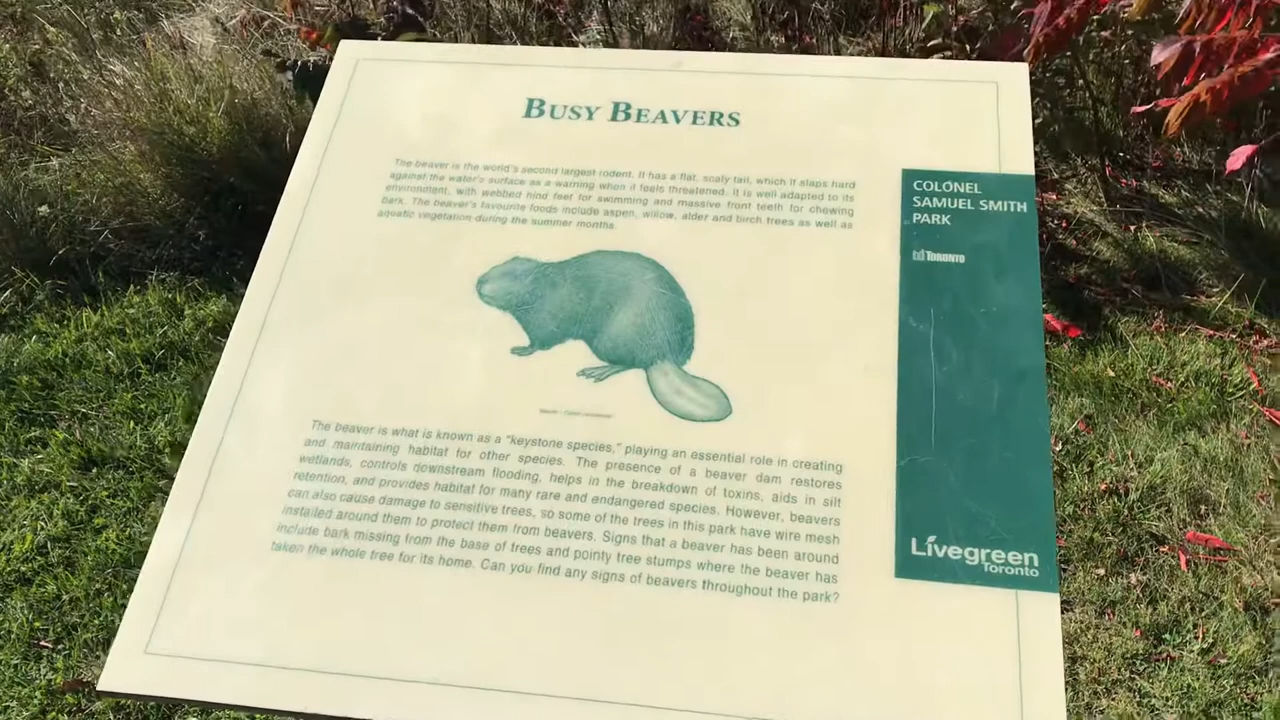 BUSY BEAVERS
The beaver is the world's second largest rodent. It has a flat, scaly tail, which it slaps hard
against the water's surface as a warning when it feels threatened. It is well adapted to its
environment, with webbed hind feet for swimming and massive front teeth for chewing
bark. The beaver's favourite foods include aspen, willow, alder and birch trees as well as
aquatic vegetation during the summer months.
The beaver is what is known as a "keystone species," playing an essential role in creating
and maintaining habitat for other species. The presence of a beaver dam restores
wetlands, controls downstream flooding, helps in the breakdown of toxins, aids in silt
retention, and provides habitat for many rare and endangered species. However, beavers
can also cause damage to sensitive trees, so some of the trees in this park have wire mesh
installed around them to protect them from beavers. Signs that a beaver has been around
include bark missing from the base of trees and pointy tree stumps where the beaver has
taken the whole tree for its home. Can you find any signs of beavers throughout the park?
COLONEL
SAMUEL SMITH
PARK
TORONTO
Livegreen
Toronto